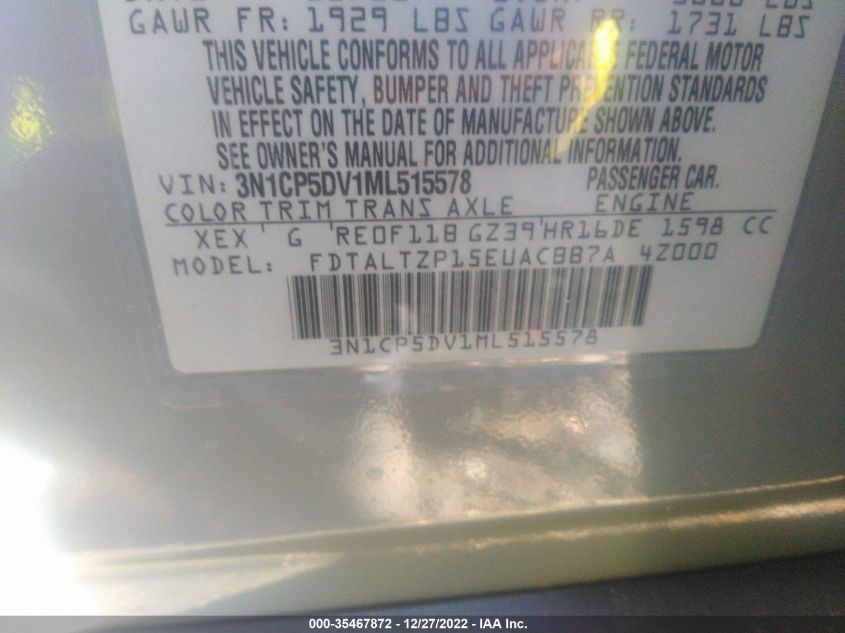 GAWR FR: 1929 LBS GAWR RR: 1731 LBS
THIS VEHICLE CONFORMS TO ALL APPLICABLE FEDERAL MOTOR
VEHICLE SAFETY, BUMPER AND THEFT PREVENTION STANDARDS
IN EFFECT ON THE DATE OF MANUFACTURE SHOWN ABOVE.
SEE OWNER'S MANUAL FOR ADDITIONAL INFORMATION.
VIN: 3N1CP5DV1ML515578 PASSENGER CAR.
COLOR TRIM TRANS AXLE ENGINE
XEX G RE0F11B GZ39 HR16DE 1598 CC
MODEL: FDTALTZP15EUACBB7A 4Z000
3N1CP5DV1ML515578
000-35467872 - 12/27/2022 - IAA Inc.